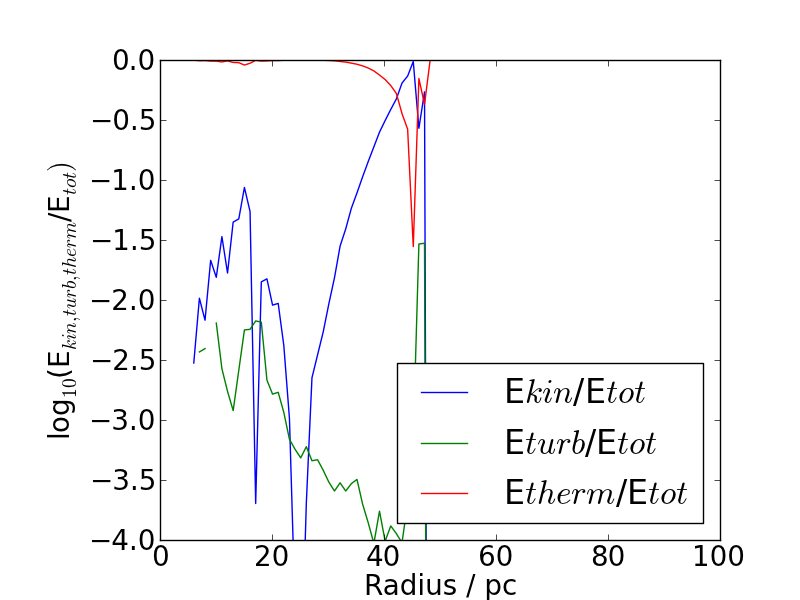 0.0
−0.5
−1.0
−1.5
−2.0
−2.5
−3.0
−3.5
−4.0
log10(Ekin,turb,therm/Etot)
Ekin/Etot
Eturb/Etot
Etherm/Etot
0 20 40 60 80 100
Radius / pc